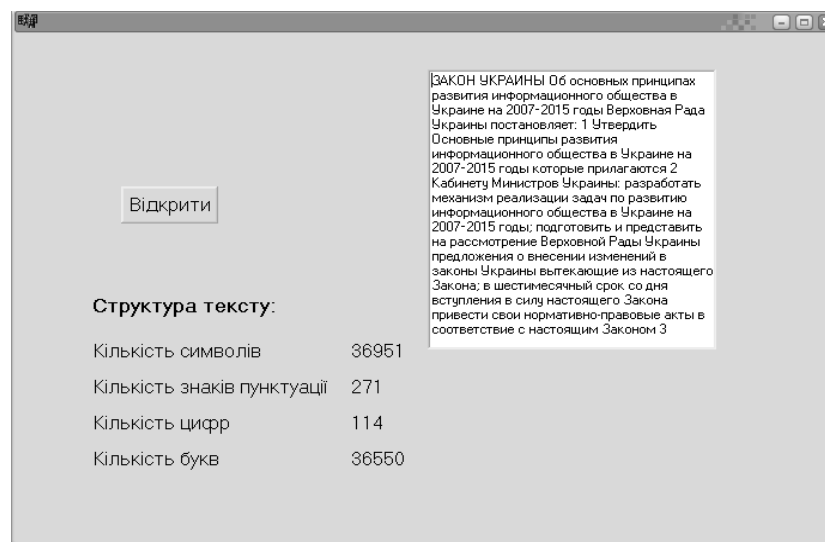 ЗАКОН УКРАИНЫ Об основных принципах
развития информационного общества в
Украине на 2007-2015 годы Верховная Рада
Украины постановляет: 1 Утвердить
Основные принципы развития
информационного общества в Украине на
2007-2015 годы которые прилагаются 2
Кабинету Министров Украины: разработать
механизм реализации задач по развитию
информационного общества в Украине на
2007-2015 годы; подготовить и представить
на рассмотрение Верховной Рады Украины
предложения о внесении изменений в
законы Украины вытекающие из настоящего
Закона; в шестимесячный срок со дня
вступления в силу настоящего Закона
привести свои нормативно-правовые акты в
соответствие с настоящим Законом 3
Відкрити
Структура тексту:
Кількість символів 36951
Кількість знаків пунктуації 271
Кількість цифр 114
Кількість букв 36550